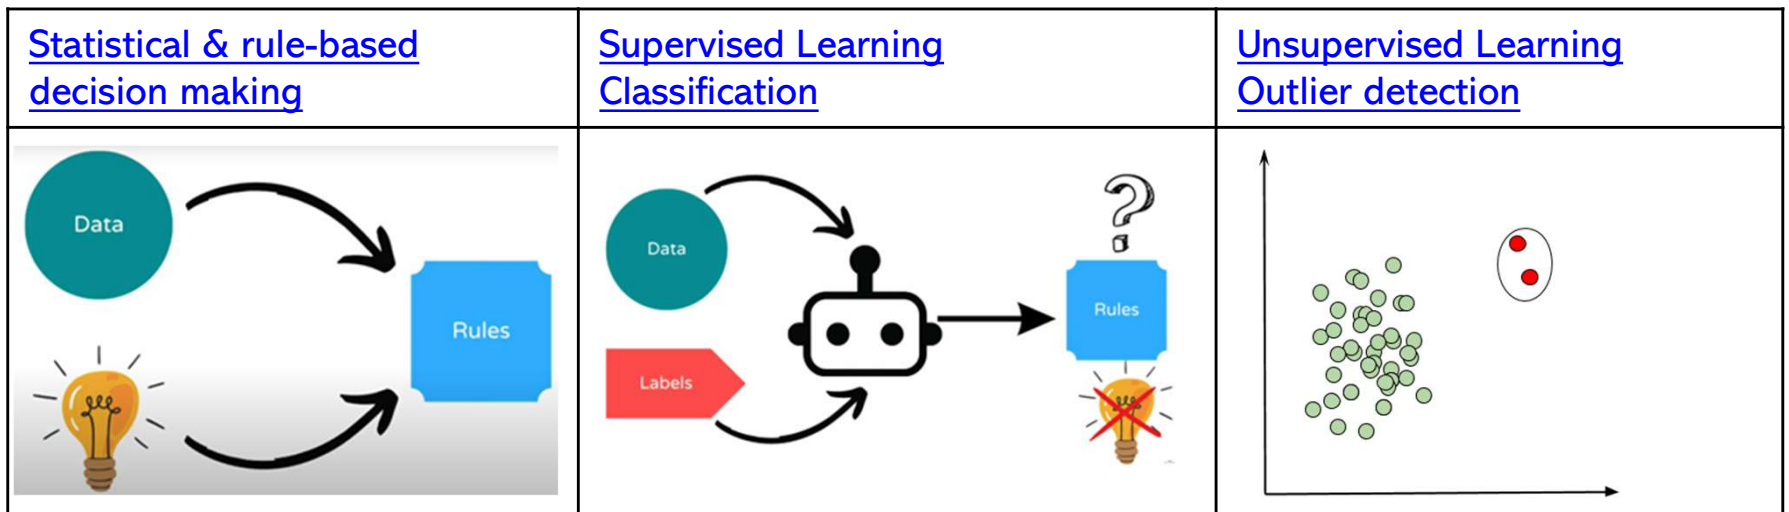 Statistical & rule-based
decision making
Supervised Learning
Classification
Unsupervised Learning
Outlier detection
Data
Rules
Data
Labels
?
Rules